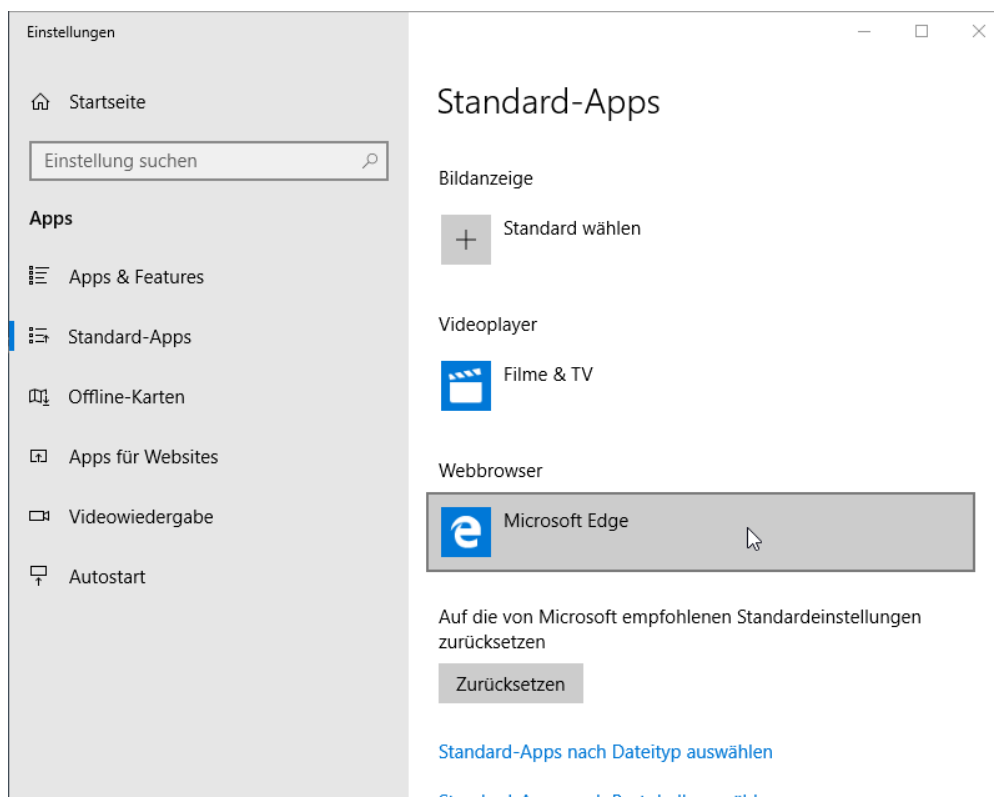 Einstellungen
Startseite
Einstellung suchen
Apps
Apps & Features
Standard-Apps
Offline-Karten
Apps für Websites
Videowiedergabe
Autostart
Standard-Apps
Bildanzeige
Standard wählen
Videoplayer
Filme & TV
Webbrowser
Microsoft Edge
Auf die von Microsoft empfohlenen Standardeinstellungen
zurücksetzen
Zurücksetzen
Standard-Apps nach Dateityp auswählen